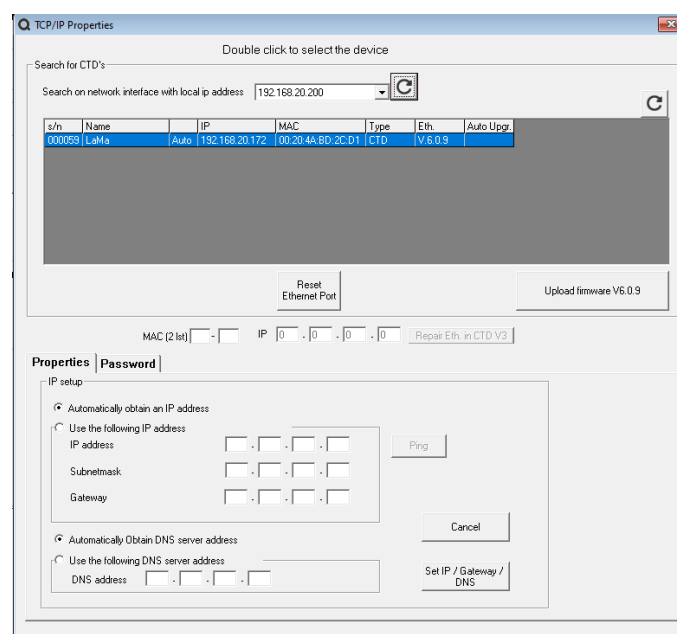 TCP/IP Properties
Double click to select the device
Search for CTD's
Search on network interface with local ip address 192.168.20.200
s/n Name IP MAC Type Eth. Auto Upgr.
000059 LaMa Auto 192.168.20.172 00:20:4A:BD:2C:D1 CTD V.6.0.9
Reset
Ethernet Port
Upload firmware V6.0.9
MAC (2 lst) - IP 0 . 0 . 0 . 0 Repair Eth. in CTD V3
Properties Password
IP setup
Automatically obtain an IP address
Use the following IP address
IP address . . . Ping
Subnetmask . . .
Gateway . . .
Cancel
Automatically Obtain DNS server address
Use the following DNS server address
DNS address . . .
Set IP / Gateway /
DNS